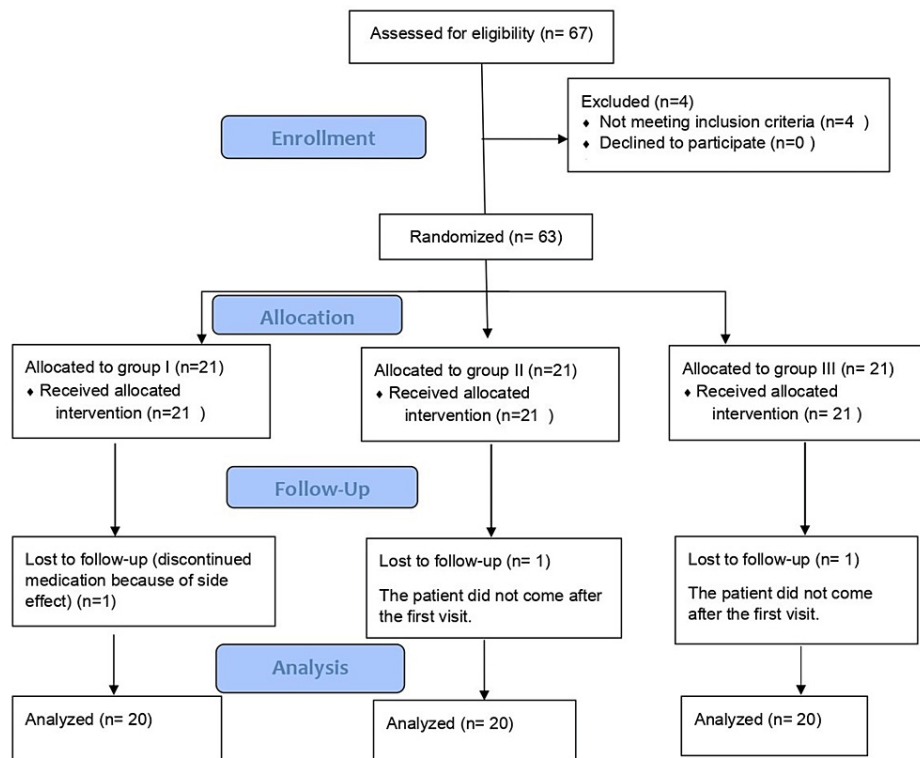 Assessed for eligibility (n= 67)
Excluded (n=4)
♦ Not meeting inclusion criteria (n=4 )
♦ Declined to participate (n=0 )
Enrollment
Randomized (n= 63)
Allocation
Allocated to group I (n=21)
♦ Received allocated
intervention (n=21 )
Allocated to group II (n=21)
♦ Received allocated
intervention (n=21 )
Allocated to group III (n= 21)
♦ Received allocated
intervention (n= 21 )
Follow-Up
Lost to follow-up (discontinued
medication because of side
effect) (n=1)
Lost to follow-up (n= 1)
The patient did not come after
the first visit.
Lost to follow-up (n= 1)
The patient did not come
after the first visit.
Analysis
Analyzed (n= 20)
Analyzed (n= 20)
Analyzed (n= 20)